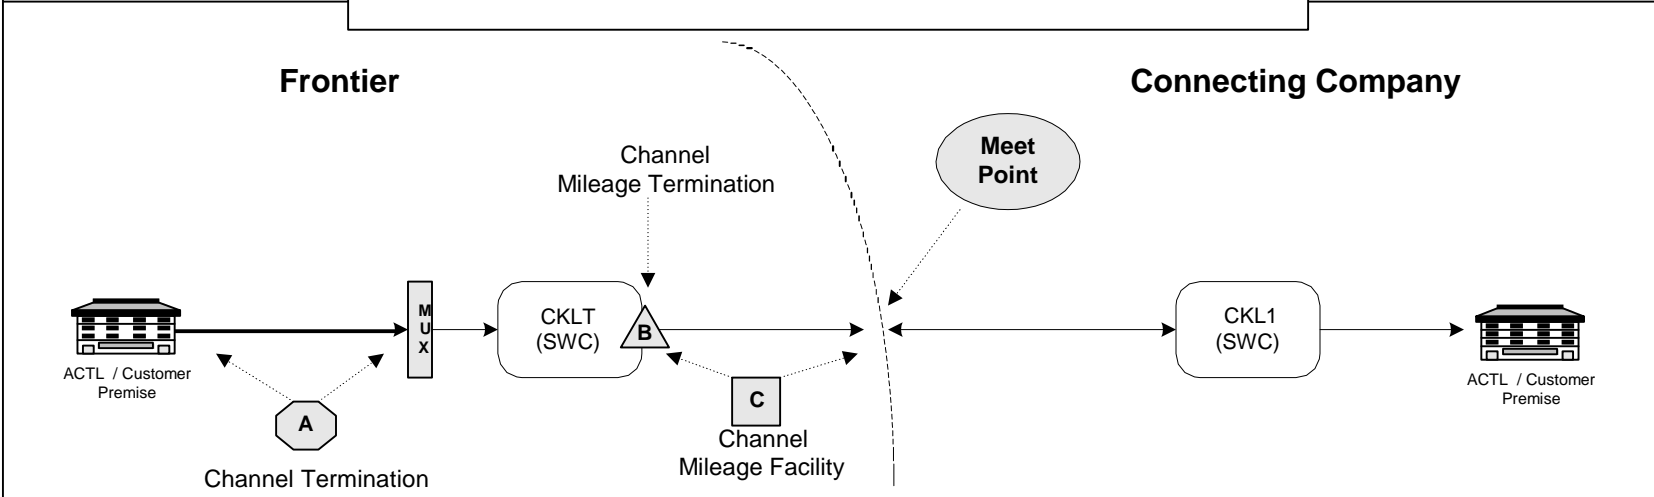 Frontier
Connecting Company
Channel
Mileage Termination
Meet
Point
M
U
X
CKLT
(SWC)
B
CKL1
(SWC)
ACTL / Customer
Premise
A
Channel Termination
C
Channel
Mileage Facility
ACTL / Customer
Premise